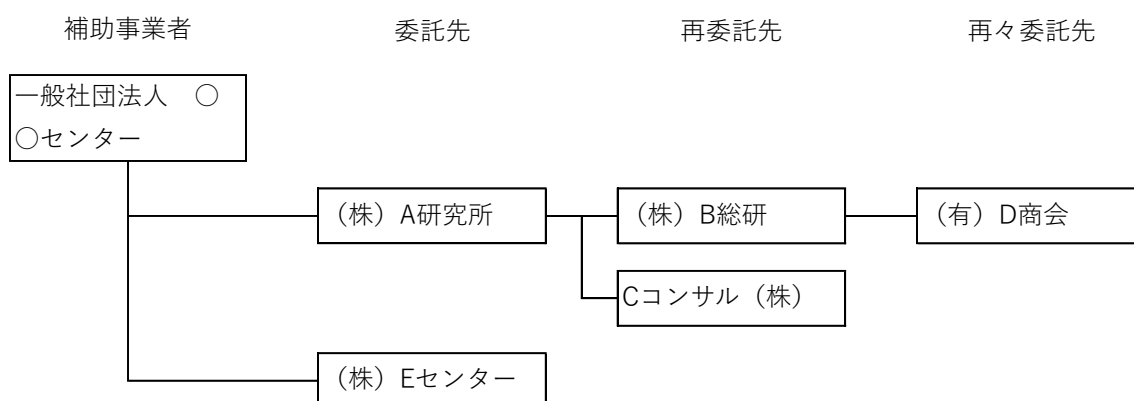 補助事業者　委託先　再委託先　再々委託先
一般社団法人　○
○センター
（株）A研究所　（株）B総研　（有）D商会
Cコンサル（株）
（株）Eセンター